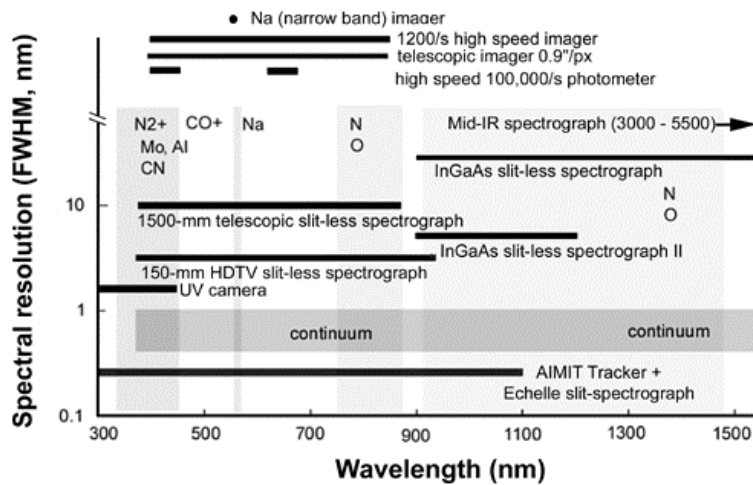 Na (narrow band) imager
1200/s high speed imager
telescopic imager 0.9"/px
high speed 100,000/s photometer
N2+ CO+ Na N Mid-IR spectrograph (3000 - 5500)
Mo, Al O
CN InGaAs slit-less spectrograph
N
10 O
1500-mm telescopic slit-less spectrograph
InGaAs slit-less spectrograph II
150-mm HDTV slit-less spectrograph
UV camera
1
continuum continuum
AIMIT Tracker +
Echelle slit-spectrograph
0.1
300 500 700 900 1100 1300 1500
Wavelength (nm)
Spectral resolution (FWHM, nm)